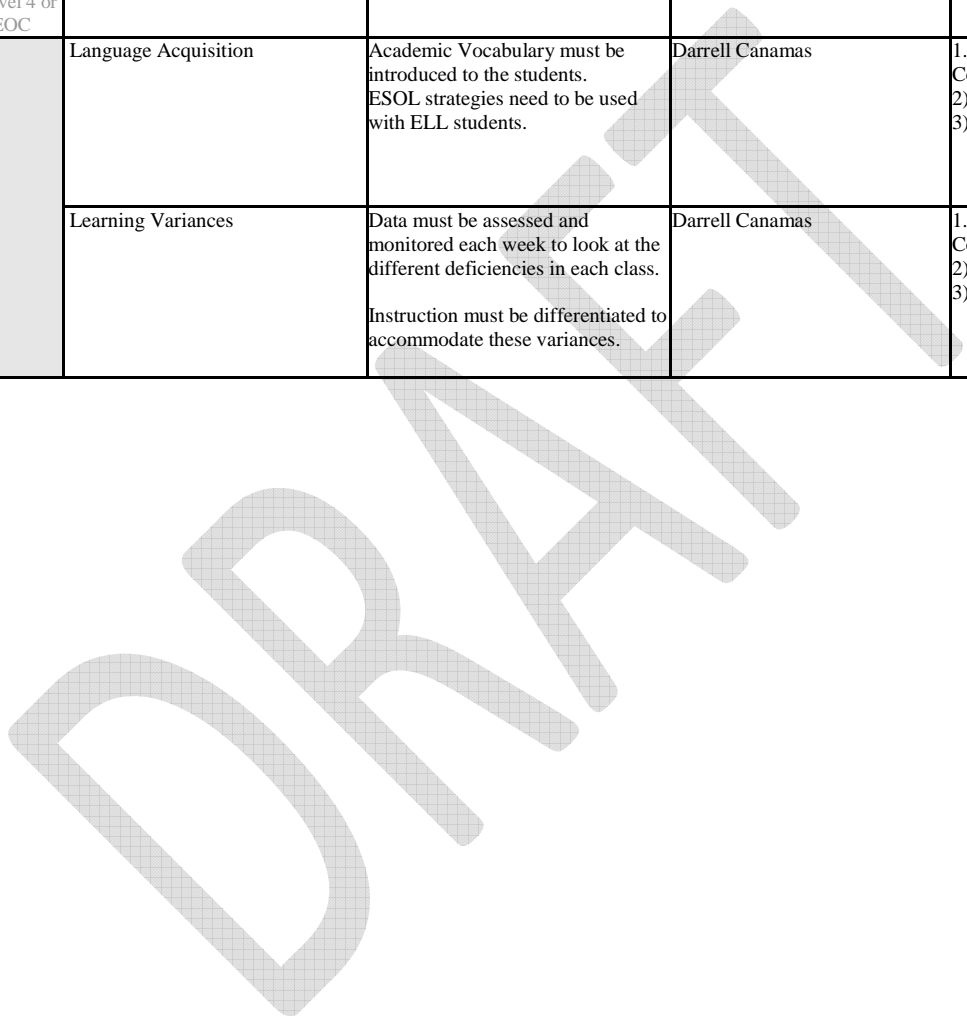 4 or
EOC
Language Acquisition
Academic Vocabulary must be
introduced to the students.
ESOL strategies need to be used
with ELL students.
Darrell Canamas
1.
2)
3)
Learning Variances
Data must be assessed and
monitored each week to look at the
different deficiencies in each class.
Instruction must be differentiated to
accommodate these variances.
Darrell Canamas
1.
2)
3)
DRAFT